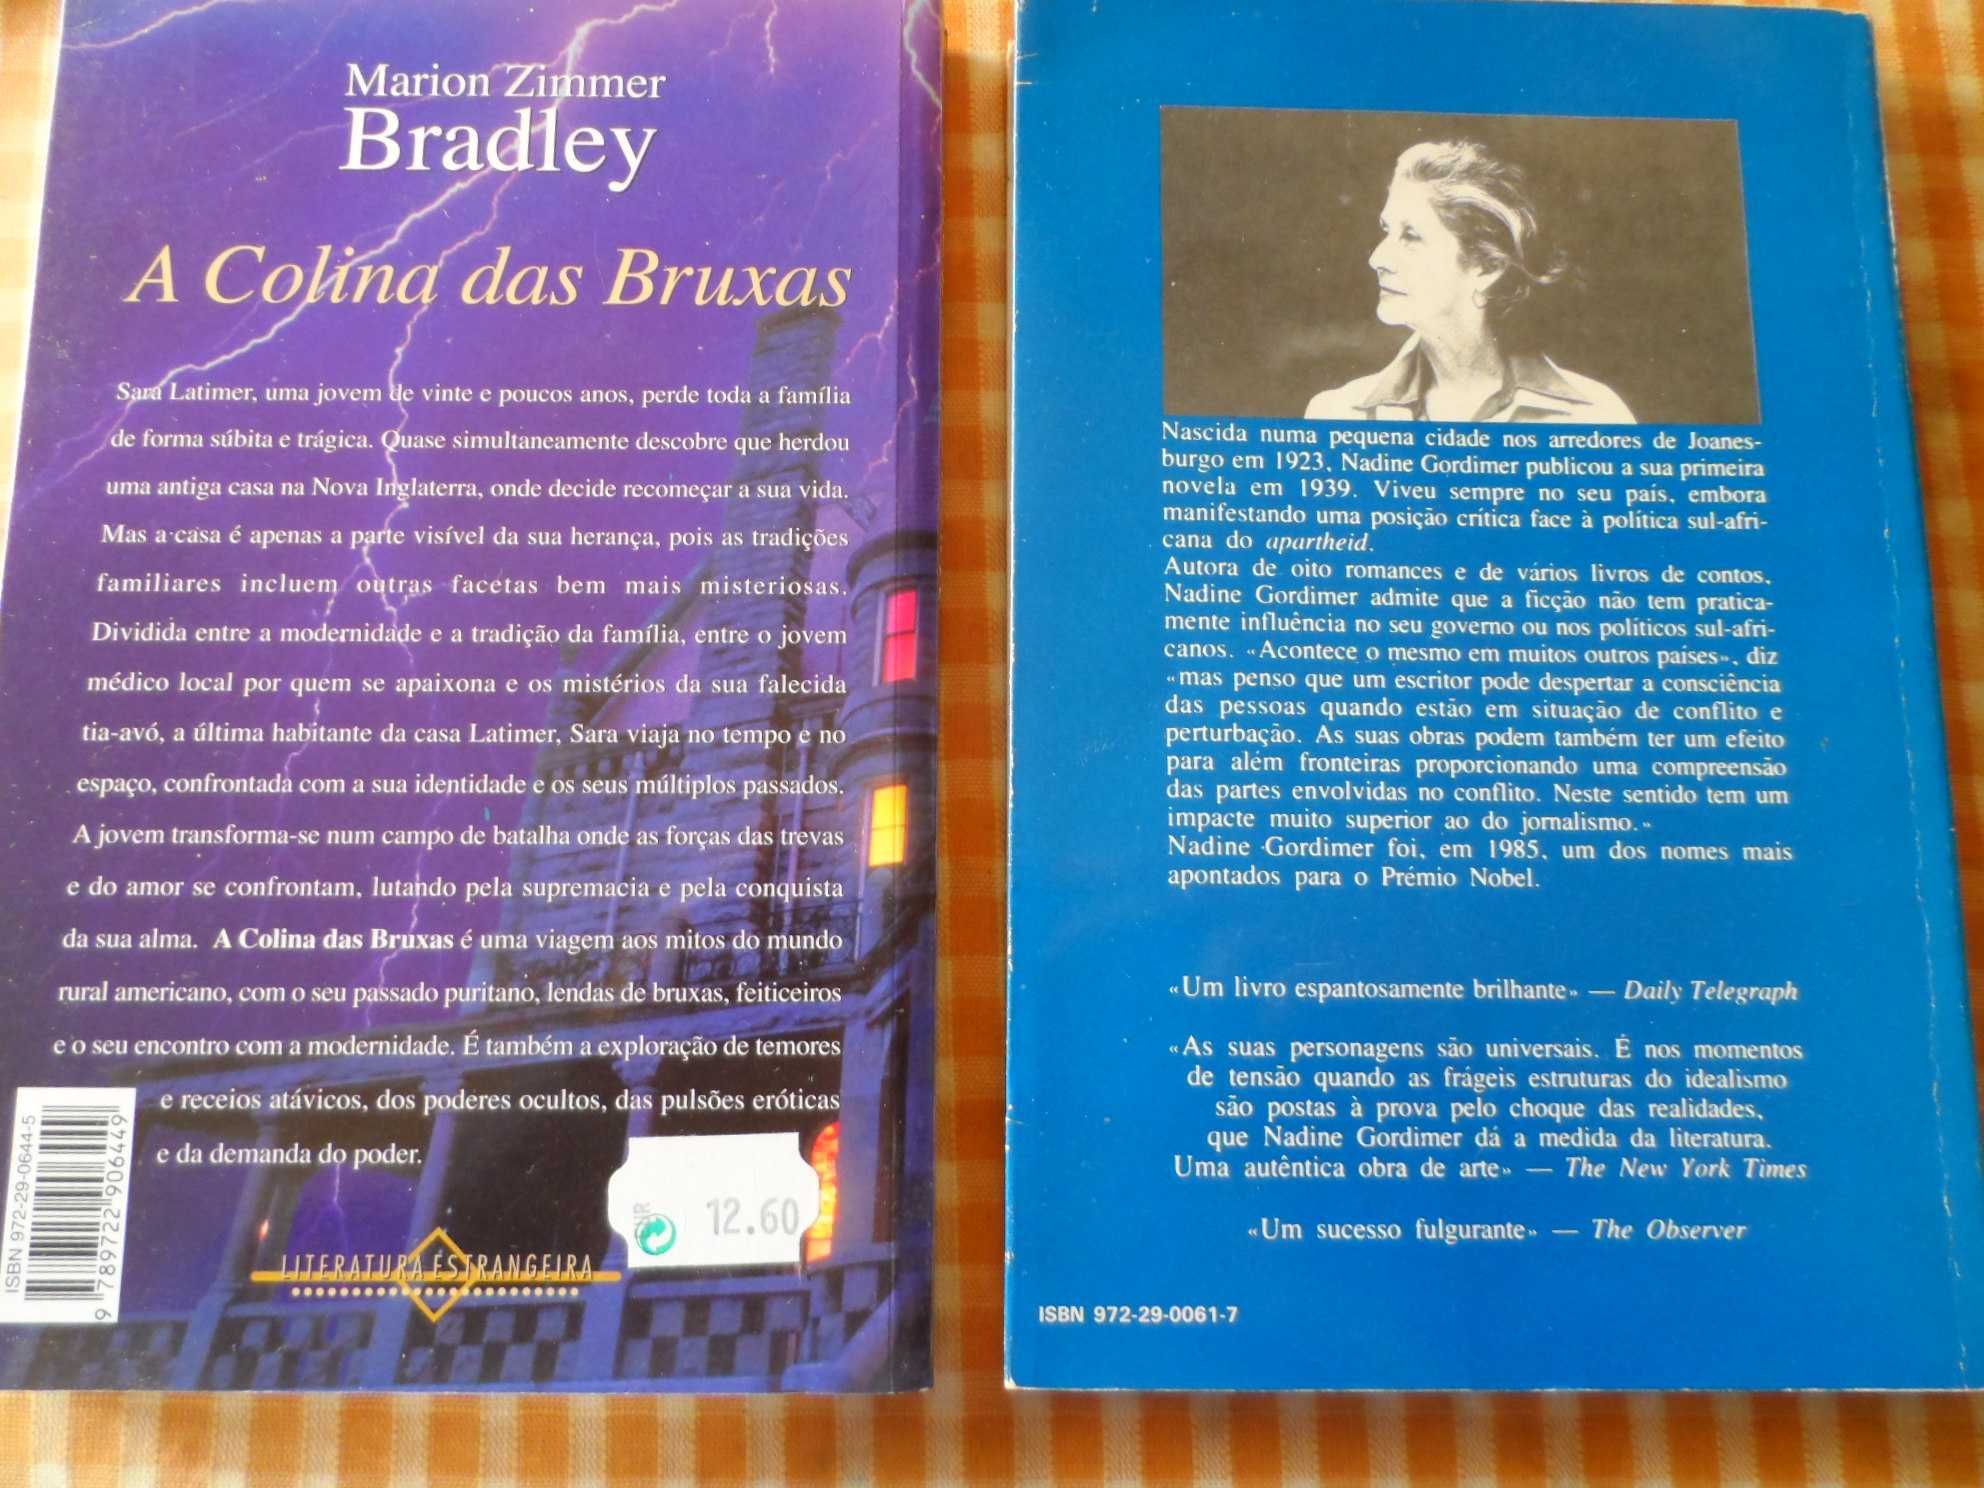 Marion Zimmer
Bradley
A Colina das Bruxas
Sara Latimer, uma jovem de vinte e poucos anos, perde toda a família
de forma súbita e trágica. Quase simultaneamente descobre que herdou
uma antiga casa na Nova Inglaterra, onde decide recomeçar a sua vida.
Mas a casa é apenas a parte visível da sua herança, pois as tradições
familiares incluem outras facetas bem mais misteriosas.
Dividida entre a modernidade e a tradição da família, entre o jovem
médico local por quem se apaixona e os mistérios da sua falecida
tia-avó, a última habitante da casa Latimer, Sara viaja no tempo e no
espaço, confrontada com a sua identidade e os seus múltiplos passados.
A jovem transforma-se num campo de batalha onde as forças das trevas
e do amor se confrontam, lutando pela supremacia e pela conquista
da sua alma. A Colina das Bruxas é uma viagem aos mitos do mundo
rural americano, com o seu passado puritano, lendas de bruxas, feiticeiros
e o seu encontro com a modernidade. É também a exploração de temores
e receios atávicos, dos poderes ocultos, das pulsões eróticas
e da demanda do poder.
ISBN 972-29-0644-5
9 789722 906449
12.60
LITERATURA ESTRANGEIRA
Nascida numa pequena cidade nos arredores de Joanes-
burgo em 1923, Nadine Gordimer publicou a sua primeira
novela em 1939. Viveu sempre no seu país, embora
manifestando uma posição crítica face à política sul-afri-
cana do apartheid.
Autora de oito romances e de vários livros de contos,
Nadine Gordimer admite que a ficção não tem pratica-
mente influência no seu governo ou nos políticos sul-afri-
canos. «Acontece o mesmo em muitos outros países», diz
«mas penso que um escritor pode despertar a consciência
das pessoas quando estão em situação de conflito e
perturbação. As suas obras podem também ter um efeito
para além fronteiras proporcionando uma compreensão
das partes envolvidas no conflito. Neste sentido tem um
impacte muito superior ao do jornalismo.»
Nadine Gordimer foi, em 1985, um dos nomes mais
apontados para o Prémio Nobel.
«Um livro espantosamente brilhante» — Daily Telegraph
«As suas personagens são universais. É nos momentos
de tensão quando as frágeis estruturas do idealismo
são postas à prova pelo choque das realidades,
que Nadine Gordimer dá a medida da literatura.
Uma autêntica obra de arte» — The New York Times
«Um sucesso fulgurante» — The Observer
ISBN 972-29-0061-7